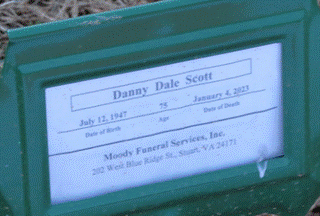 Danny Dale Scott
July 12, 1947 75 January 4, 2023
Date of Birth Age Date of Death
Moody Funeral Services, Inc.
202 West Blue Ridge St., Stuart, VA 24171